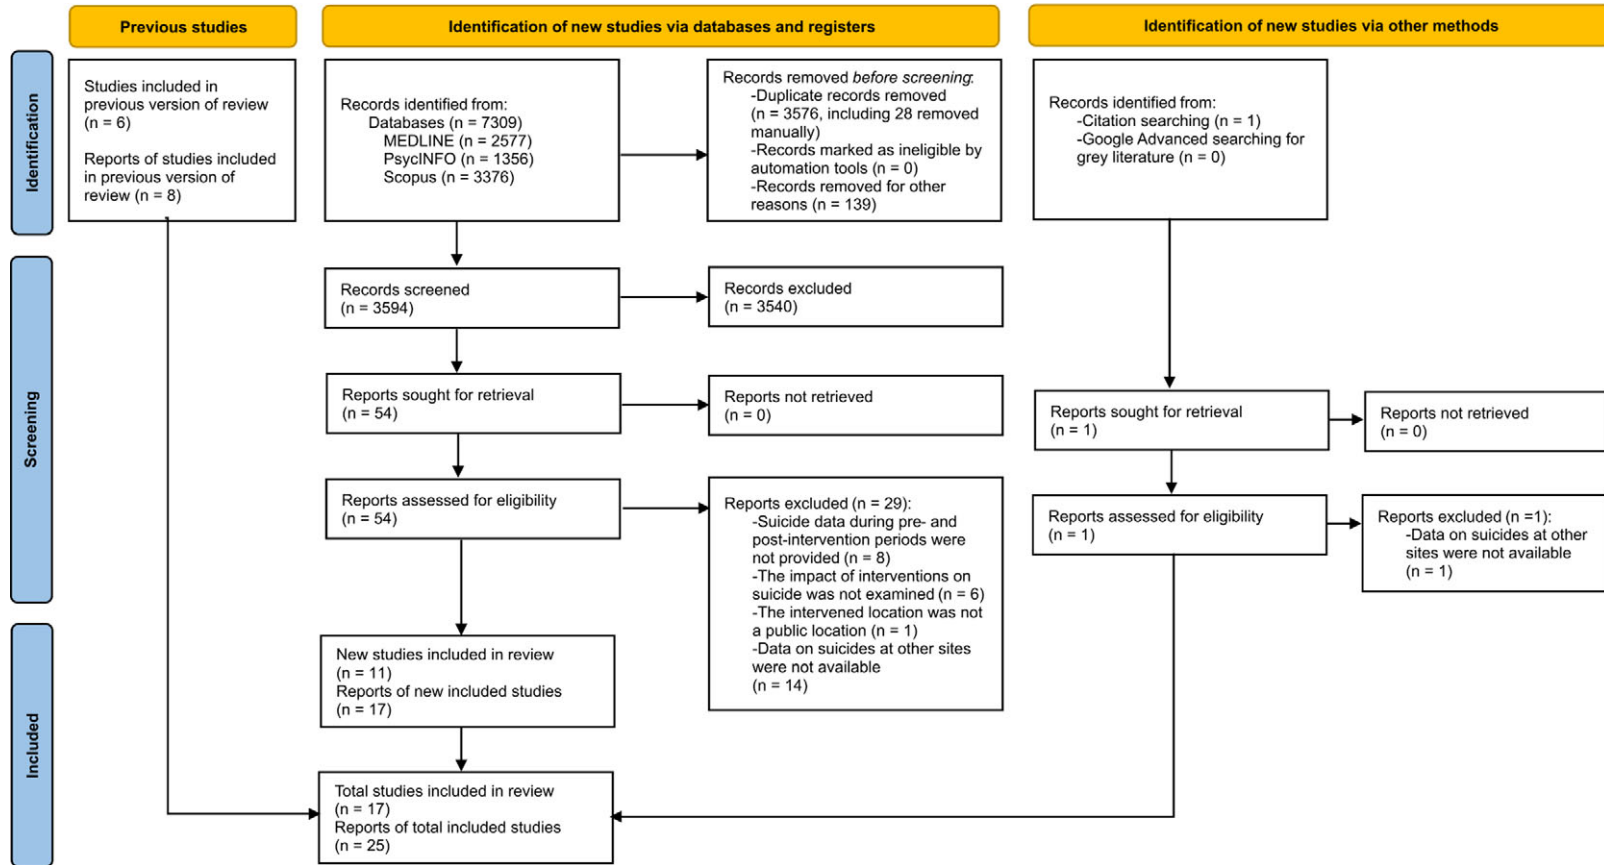 Previous studies
Identification of new studies via databases and registers
Identification of new studies via other methods
Identification
Studies included in
previous version of review
(n = 6)
Reports of studies included
in previous version of
review (n = 8)
Records identified from:
Databases (n = 7309)
MEDLINE (n = 2577)
PsycINFO (n = 1356)
Scopus (n = 3376)
Records removed before screening:
-Duplicate records removed
(n = 3576, including 28 removed
manually)
-Records marked as ineligible by
automation tools (n = 0)
-Records removed for other
reasons (n = 139)
Records identified from:
-Citation searching (n = 1)
-Google Advanced searching for
grey literature (n = 0)
Screening
Records screened
(n = 3594)
Records excluded
(n = 3540)
Reports sought for retrieval
(n = 54)
Reports not retrieved
(n = 0)
Reports sought for retrieval
(n = 1)
Reports not retrieved
(n = 0)
Reports assessed for eligibility
(n = 54)
Reports excluded (n = 29):
-Suicide data during pre- and
post-intervention periods were
not provided (n = 8)
-The impact of interventions on
suicide was not examined (n = 6)
-The intervened location was not
a public location (n = 1)
-Data on suicides at other sites
were not available
(n = 14)
Reports assessed for eligibility
(n = 1)
Reports excluded (n =1):
-Data on suicides at other
sites were not available
(n = 1)
Included
New studies included in review
(n = 11)
Reports of new included studies
(n = 17)
Total studies included in review
(n = 17)
Reports of total included studies
(n = 25)